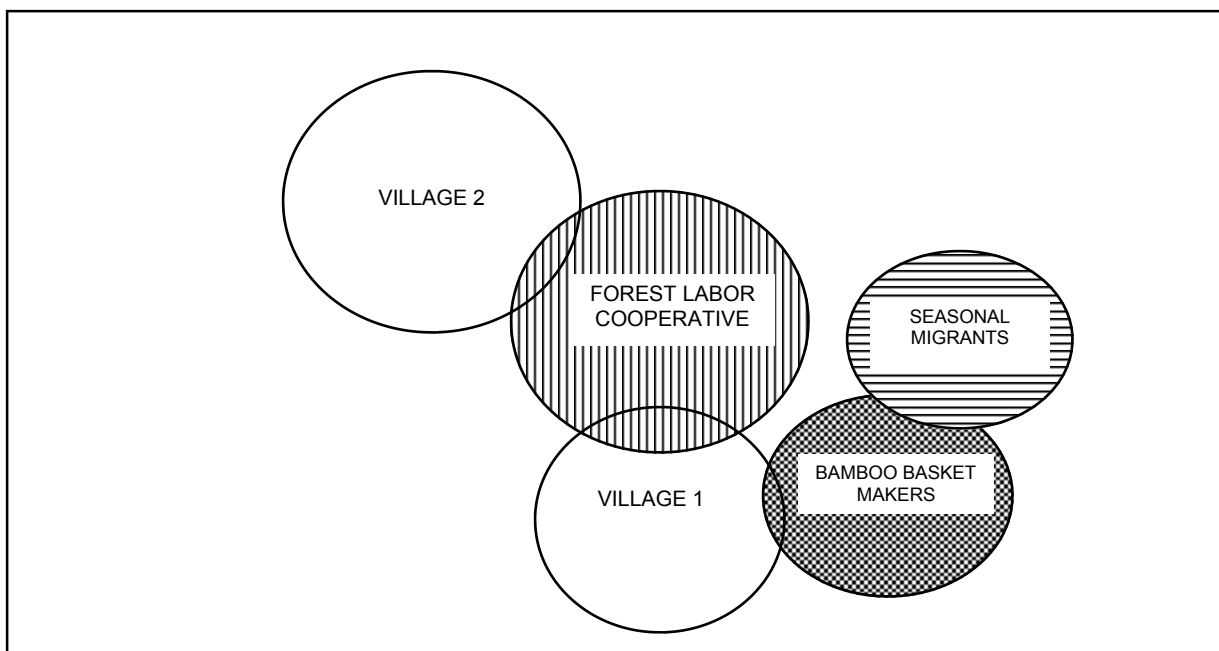 VILLAGE 2
FOREST LABOR
COOPERATIVE
SEASONAL
MIGRANTS
BAMBOO BASKET
MAKERS
VILLAGE 1